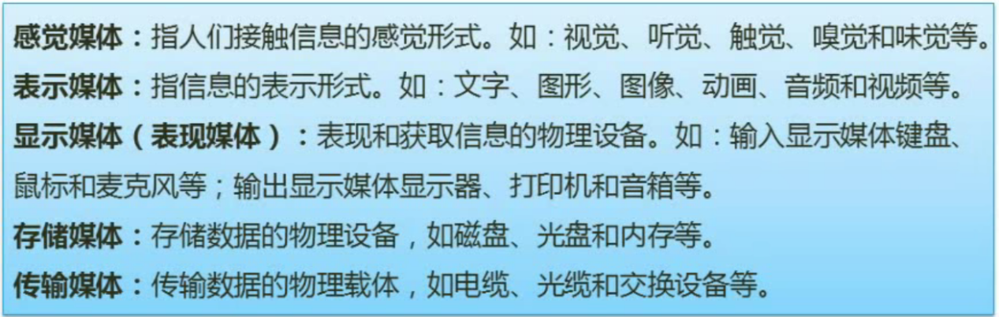 感觉媒体：指人们接触信息的感觉形式。如：视觉、听觉、触觉、嗅觉和味觉等。
表示媒体：指信息的表示形式。如：文字、图形、图像、动画、音频和视频等。
显示媒体（表现媒体）：表现和获取信息的物理设备。如：输入显示媒体键盘、
鼠标和麦克风等；输出显示媒体显示器、打印机和音箱等。
存储媒体：存储数据的物理设备，如磁盘、光盘和内存等。
传输媒体：传输数据的物理载体，如电缆、光缆和交换设备等。